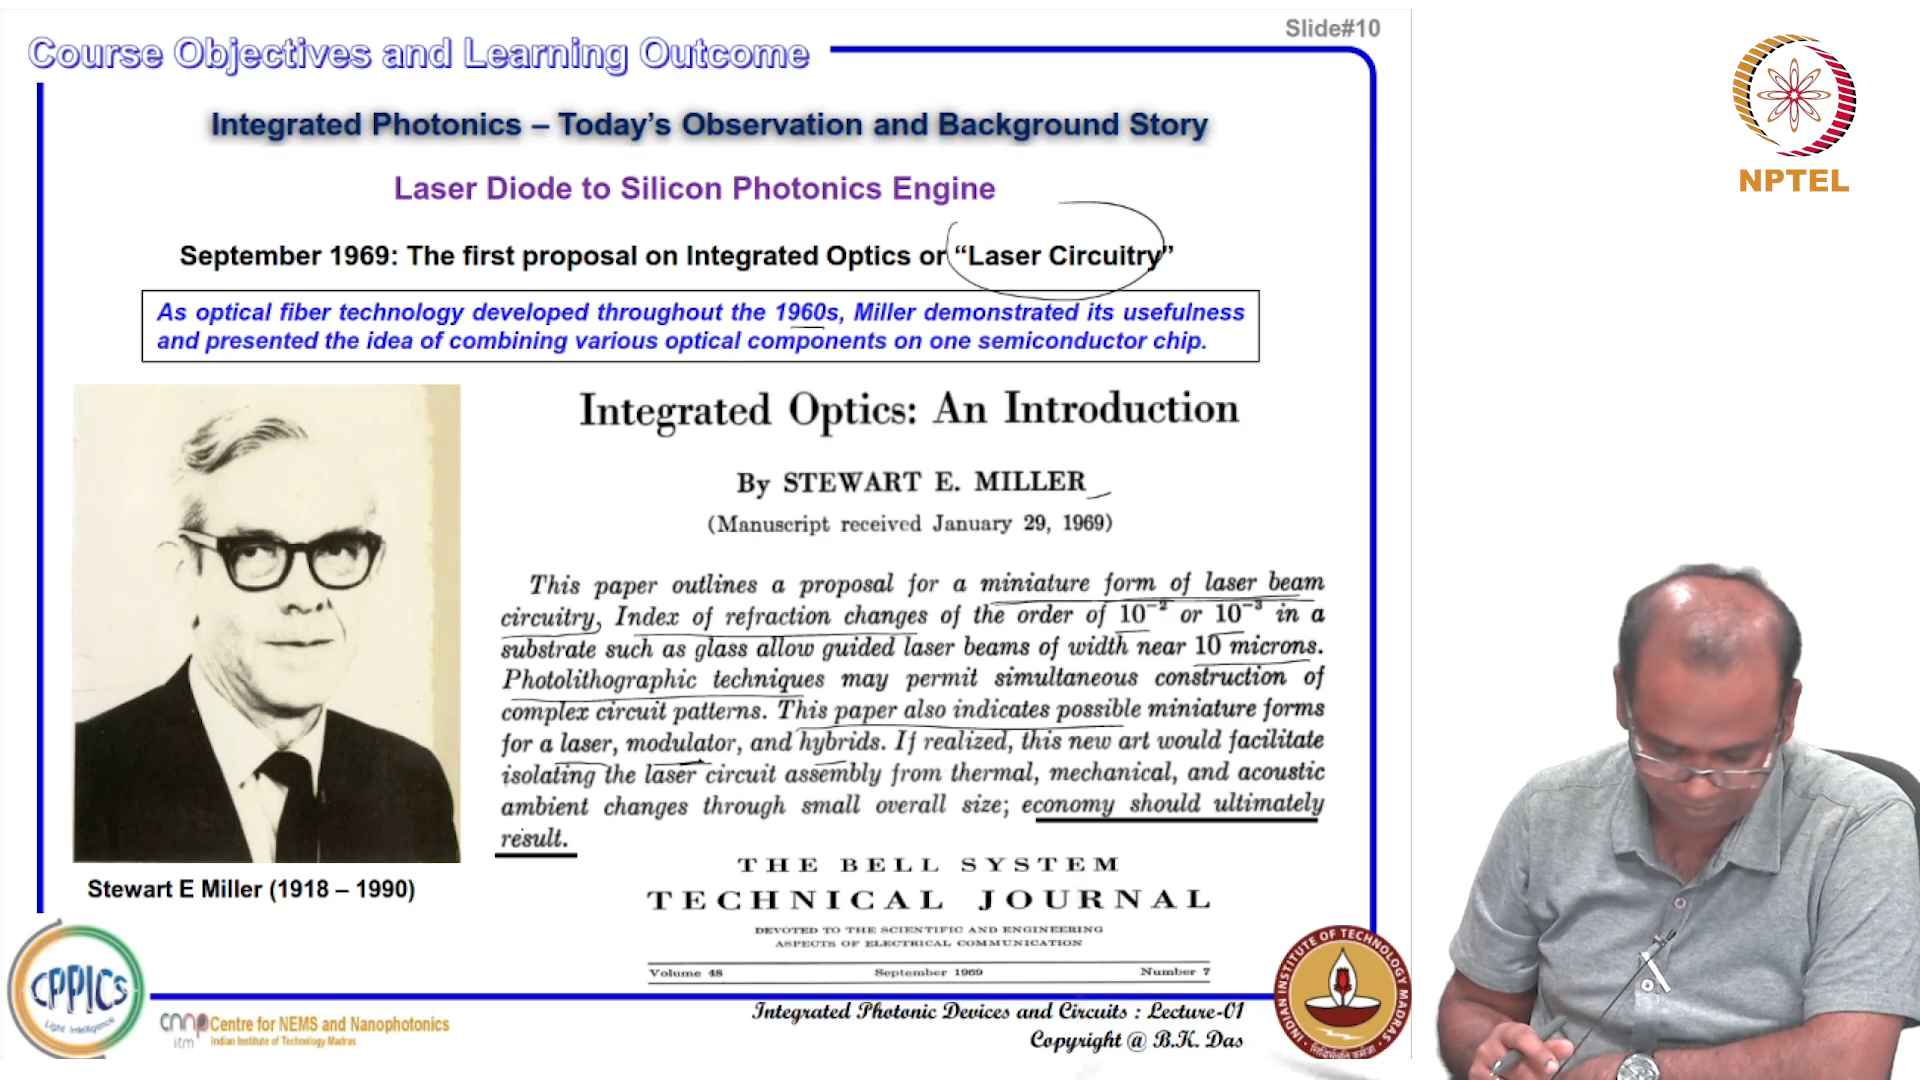 Slide#10
Course Objectives and Learning Outcome
Integrated Photonics – Today's Observation and Background Story
Laser Diode to Silicon Photonics Engine
September 1969: The first proposal on Integrated Optics or “Laser Circuitry”
As optical fiber technology developed throughout the 1960s, Miller demonstrated its usefulness
and presented the idea of combining various optical components on one semiconductor chip.
Integrated Optics: An Introduction
By STEWART E. MILLER
(Manuscript received January 29, 1969)
This paper outlines a proposal for a miniature form of laser beam
circuitry, Index of refraction changes of the order of 10⁻² or 10⁻³ in a
substrate such as glass allow guided laser beams of width near 10 microns.
Photolithographic techniques may permit simultaneous construction of
complex circuit patterns. This paper also indicates possible miniature forms
for a laser, modulator, and hybrids. If realized, this new art would facilitate
isolating the laser circuit assembly from thermal, mechanical, and acoustic
ambient changes through small overall size; economy should ultimately
result.
Stewart E Miller (1918 – 1990)
THE BELL SYSTEM
TECHNICAL JOURNAL
DEVOTED TO THE SCIENTIFIC AND ENGINEERING
ASPECTS OF ELECTRICAL COMMUNICATION
Volume 48 September 1969 Number 7
CPPICs
Light Intelligence
cnnp Centre for NEMS and Nanophotonics
iitm Indian Institute of Technology Madras
Integrated Photonic Devices and Circuits : Lecture-01
Copyright @ B.K. Das
INDIAN INSTITUTE OF TECHNOLOGY MADRAS
NPTEL